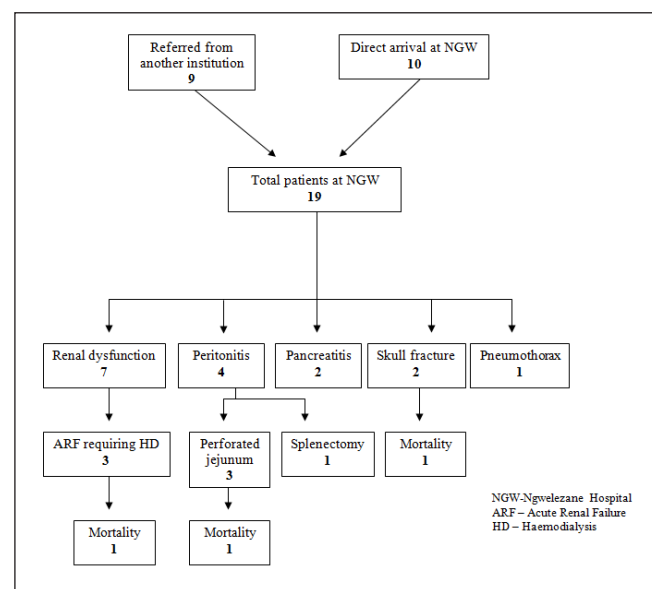 Referred from
another institution
9
Direct arrival at NGW
10
Total patients at NGW
19
Renal dysfunction
7
Peritonitis
4
Pancreatitis
2
Skull fracture
2
Pneumothorax
1
ARF requiring HD
3
Perforated
jejunum
3
Splenectomy
1
Mortality
1
Mortality
1
Mortality
1
NGW-Ngwelezane Hospital
ARF – Acute Renal Failure
HD – Haemodialysis